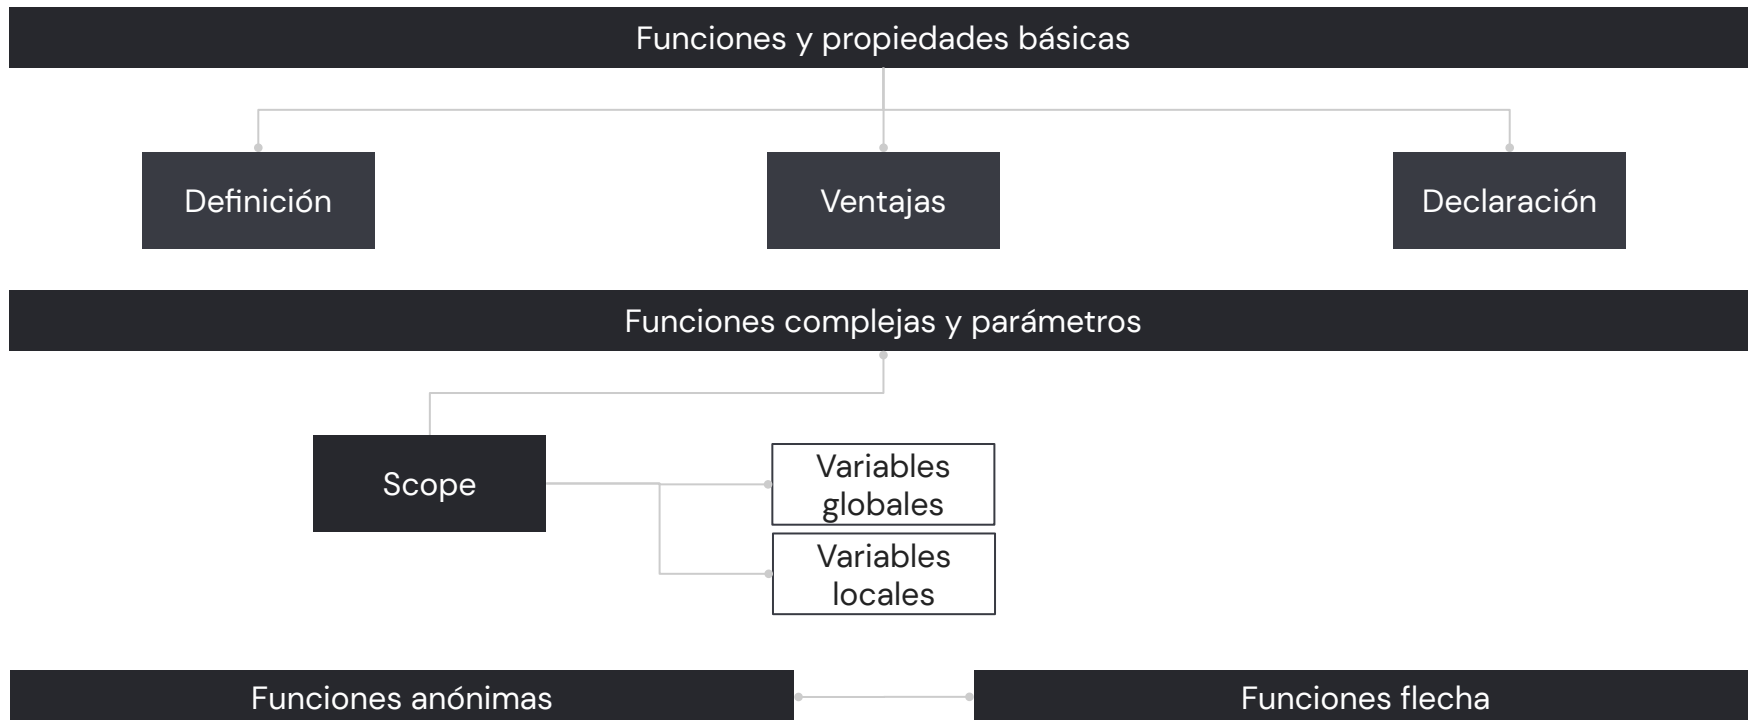 Funciones y propiedades básicas
Definición
Ventajas
Declaración
Funciones complejas y parámetros
Scope
Variables
globales
Variables
locales
Funciones anónimas
Funciones flecha